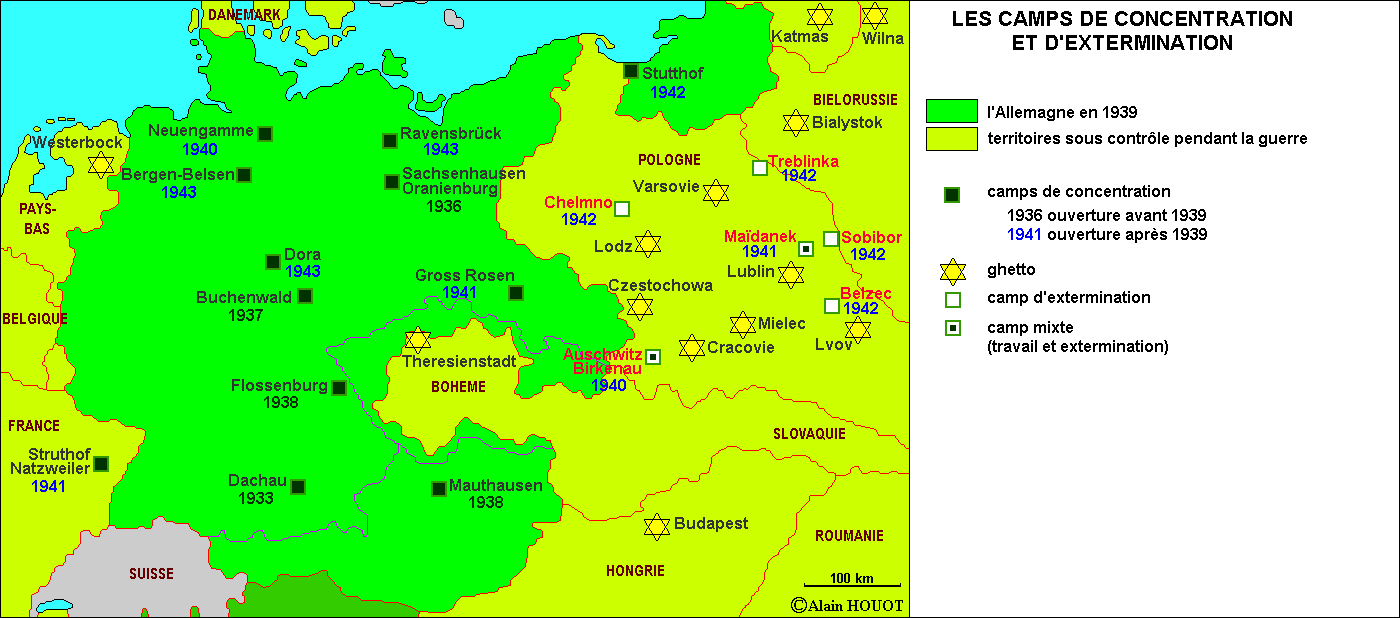 LES CAMPS DE CONCENTRATION
ET D'EXTERMINATION
l'Allemagne en 1939
territoires sous contrôle pendant la guerre
camps de concentration
1936 ouverture avant 1939
1941 ouverture après 1939
ghetto
camp d'extermination
camp mixte
(travail et extermination)
DANEMARK
Katmas
Wilna
Stutthof
1942
BIELORUSSIE
Bialystok
Neuengamme
1940
Ravensbrück
1943
Westerbock
Bergen-Belsen
1943
Sachsenhausen
Oranienburg
1936
POLOGNE
Treblinka
1942
Varsovie
Chelmno
1942
PAYS-
BAS
Lodz
Maïdanek
1941
Sobibor
1942
Dora
1943
Lublin
Gross Rosen
1941
Czestochowa
Buchenwald
1937
Belzec
1942
BELGIQUE
Mielec
Lvov
Theresienstadt
Cracovie
Auschwitz
Birkenau
1940
BOHEME
Flossenburg
1938
FRANCE
SLOVAQUIE
Struthof
Natzweiler
1941
Dachau
1933
Mauthausen
1938
Budapest
ROUMANIE
SUISSE
HONGRIE
100 km
©Alain HOUOT